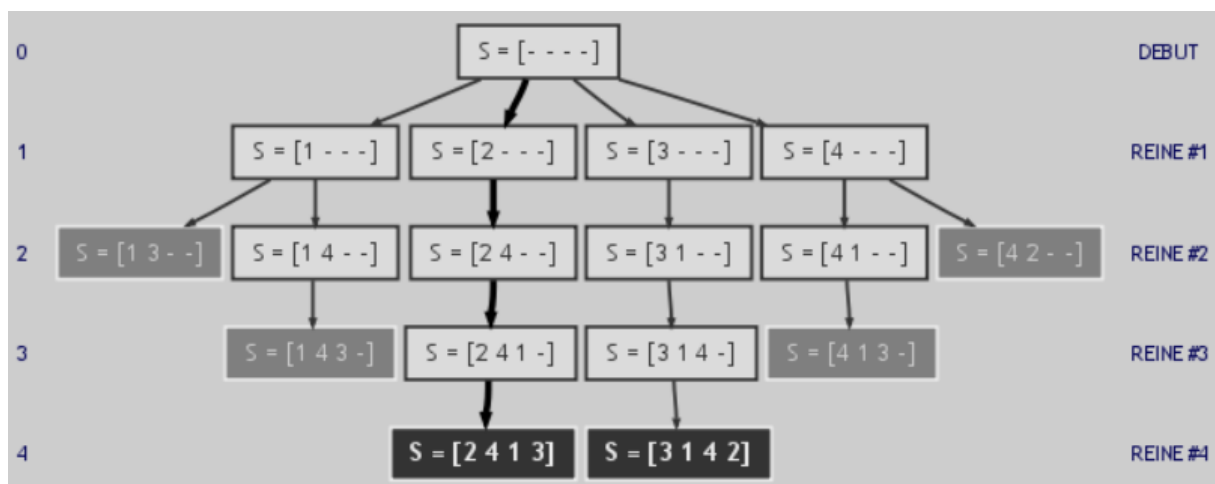 0 S = [- - - -] DEBUT
1 S = [1 - - -] S = [2 - - -] S = [3 - - -] S = [4 - - -] REINE #1
2 S = [1 3 - -] S = [1 4 - -] S = [2 4 - -] S = [3 1 - -] S = [4 1 - -] S = [4 2 - -] REINE #2
3 S = [1 4 3 -] S = [2 4 1 -] S = [3 1 4 -] S = [4 1 3 -] REINE #3
4 S = [2 4 1 3] S = [3 1 4 2] REINE #4